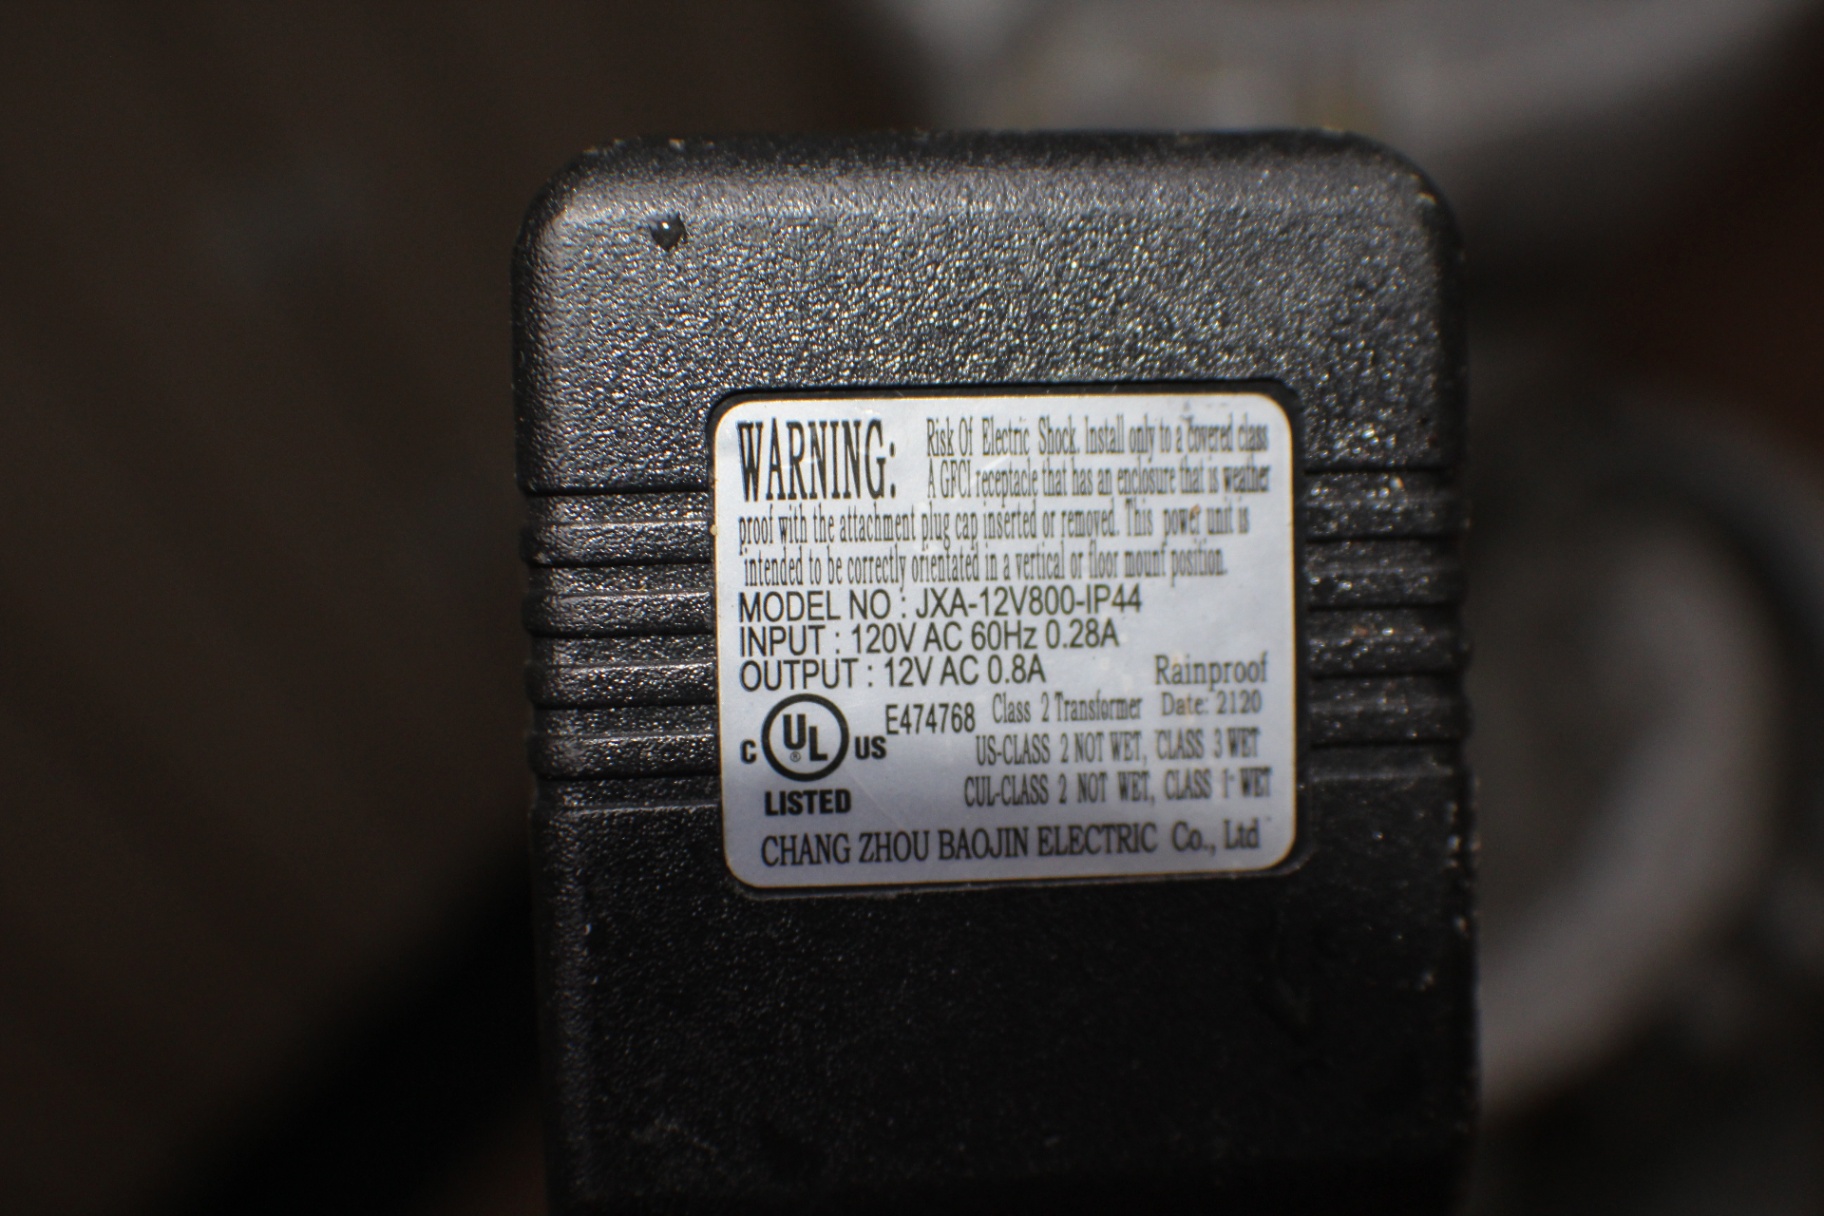 WARNING: Risk Of Electric Shock. Install only to a covered class
A GFCI receptacle that has an enclosure that is weather
proof with the attachment plug cap inserted or removed. This power unit is
intended to be correctly orientated in a vertical or floor mount position.
MODEL NO : JXA-12V800-IP44
INPUT : 120V AC 60Hz 0.28A
OUTPUT : 12V AC 0.8A Rainproof
E474768 Class 2 Transformer Date: 2120
C UL ® US US-CLASS 2 NOT WET, CLASS 3 WET
LISTED CUL-CLASS 2 NOT WET, CLASS 1 WET
CHANG ZHOU BAOJIN ELECTRIC Co., Ltd